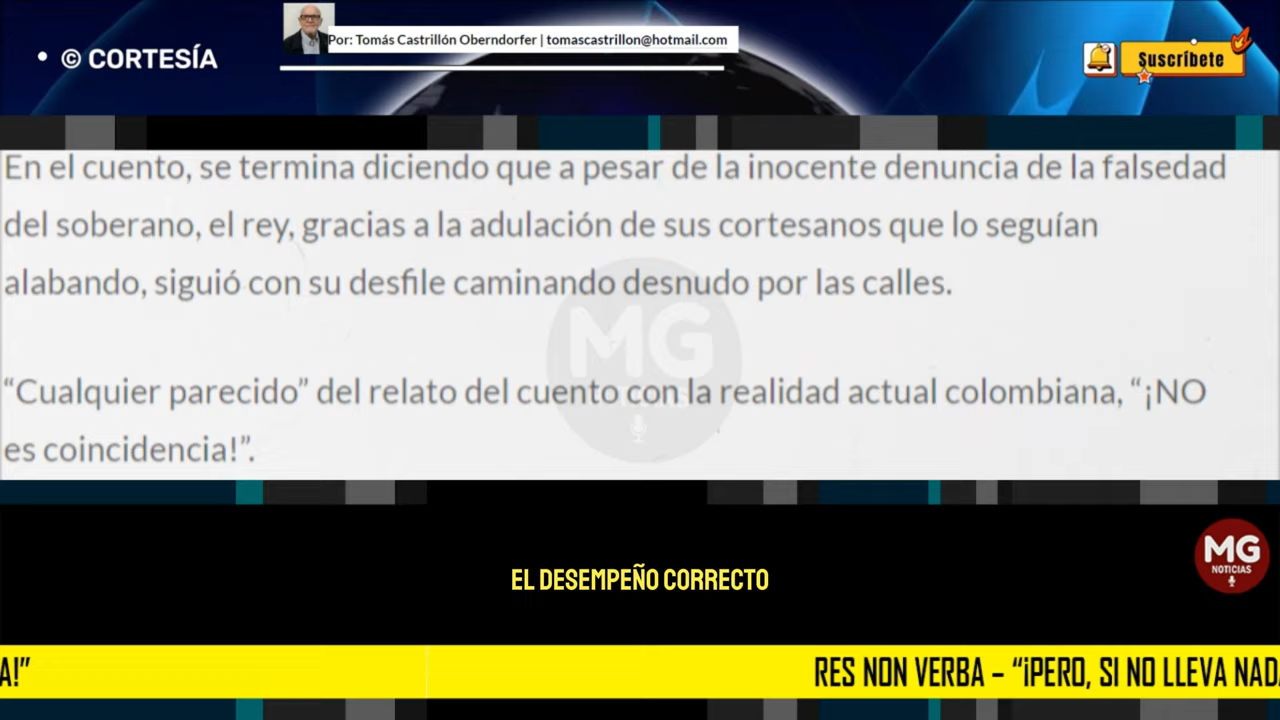 • © CORTESÍA
Por: Tomás Castrillón Oberndorfer | tomascastrillon@hotmail.com
Suscríbete
En el cuento, se termina diciendo que a pesar de la inocente denuncia de la falsedad
del soberano, el rey, gracias a la adulación de sus cortesanos que lo seguían
alabando, siguió con su desfile caminando desnudo por las calles.
MG
“Cualquier parecido” del relato del cuento con la realidad actual colombiana, “¡NO
es coincidencia!”.
MG
NOTICIAS
EL DESEMPEÑO CORRECTO
A!” RES NON VERBA – “¡PERO, SI NO LLEVA NADA